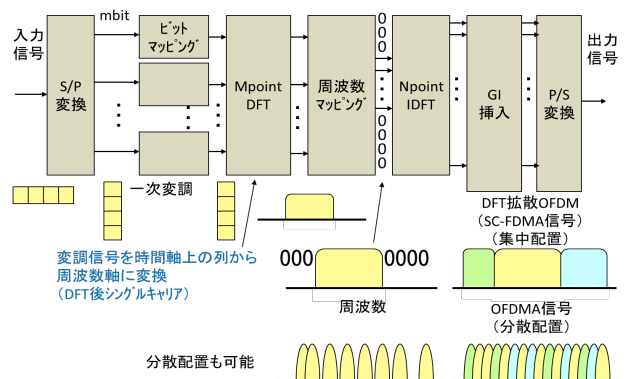 入力
信号
S/P
変換
mbit
ビット
マッピング
一次変調
Mpoint
DFT
周波数
マッピング
0
0
0
0
0
0
0
Npoint
IDFT
GI
挿入
P/S
変換
出力
信号
DFT拡散OFDM
(SC-FDMA信号)
(集中配置)
変調信号を時間軸上の列から
周波数軸に変換
(DFT後シングルキャリア)
000
0000
周波数
OFDMA信号
(分散配置)
分散配置も可能